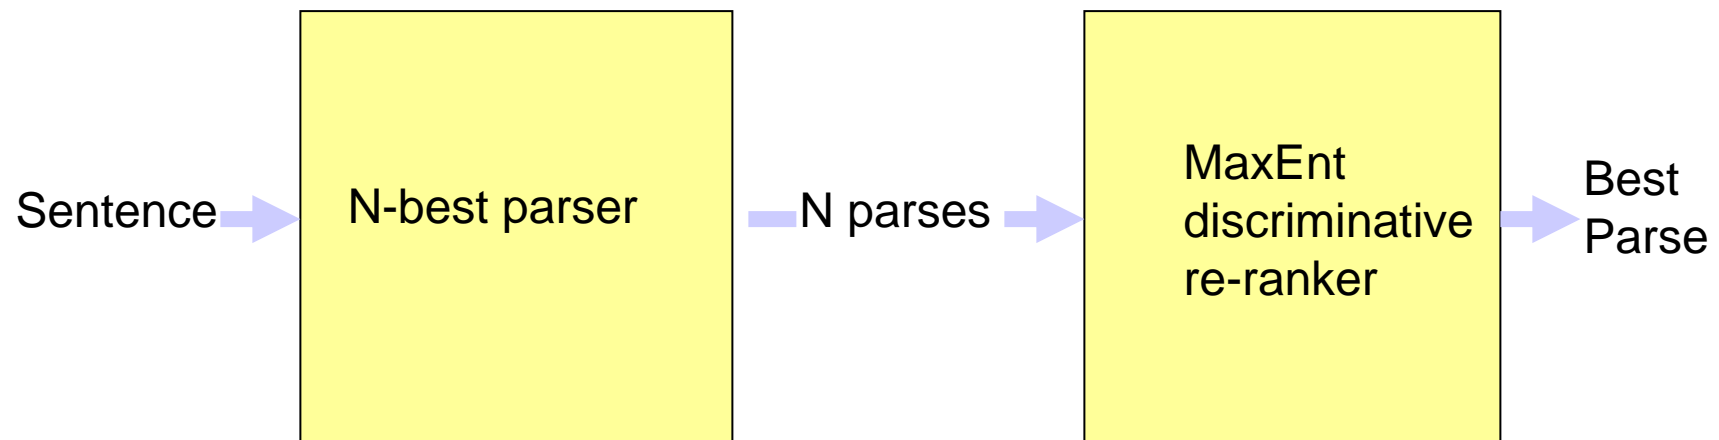 Sentence
N-best parser
N parses
MaxEnt
discriminative
re-ranker
Best
Parse